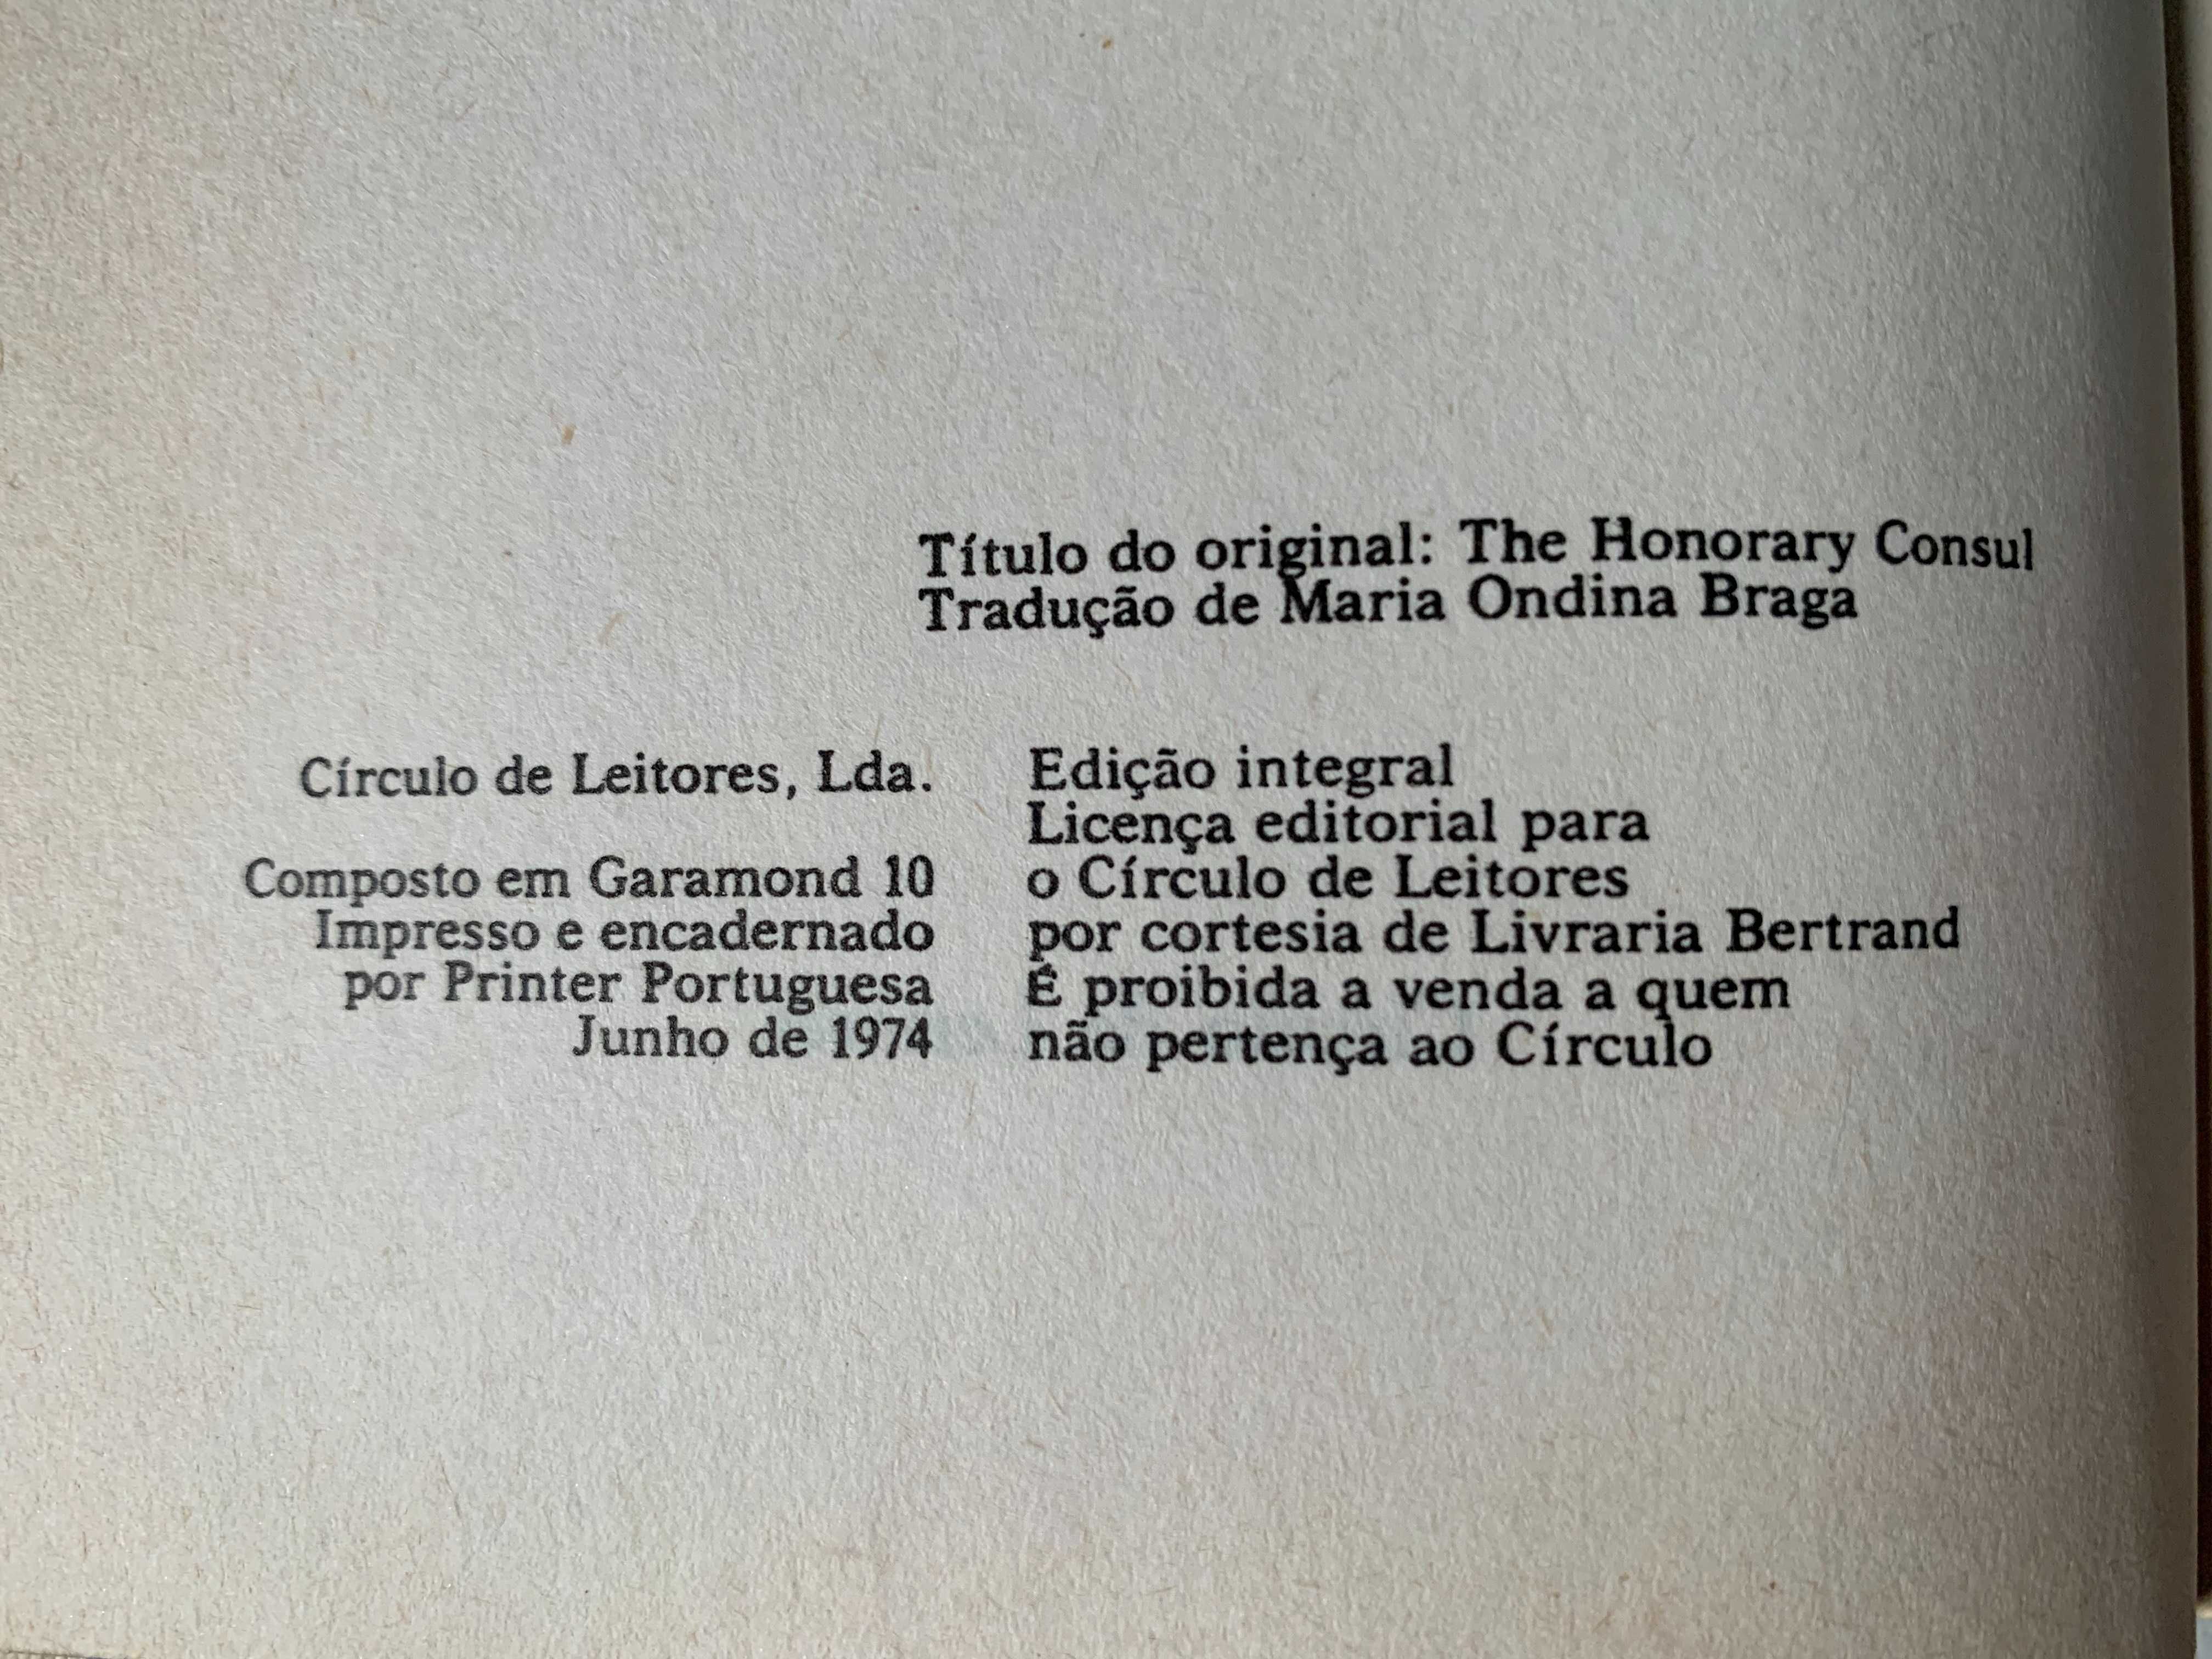 Título do original: The Honorary Consul
Tradução de Maria Ondina Braga
Círculo de Leitores, Lda.
Composto em Garamond 10
Impresso e encadernado
por Printer Portuguesa
Junho de 1974
Edição integral
Licença editorial para
o Círculo de Leitores
por cortesia de Livraria Bertrand
É proibida a venda a quem
não pertença ao Círculo